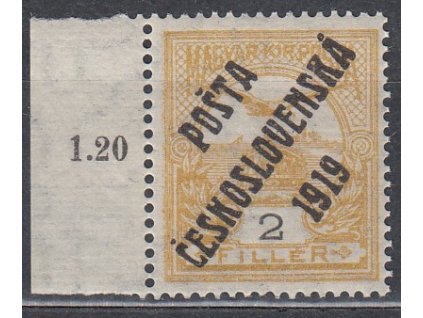 MAGYAR KIR. POSTA
POŠTA
ČESKOSLOVENSKÁ
1919
1.20
2
FILLÉR